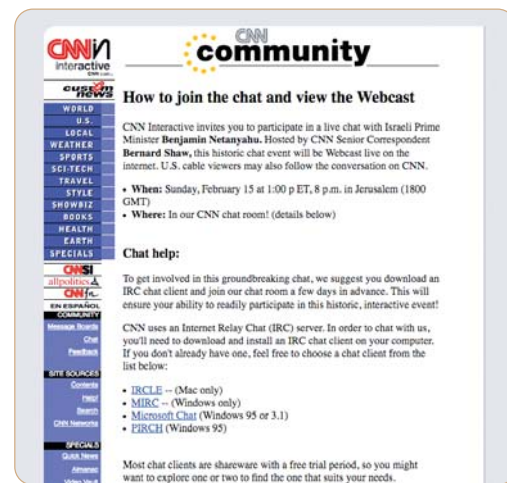 CNN in
interactive
CNN.com
custom
news
WORLD
U.S.
LOCAL
WEATHER
SPORTS
SCI-TECH
TRAVEL
STYLE
SHOWBIZ
BOOKS
HEALTH
EARTH
SPECIALS
CNNSI
allpolitics
CNNfn
EN ESPAÑOL
COMMUNITY
Message Boards
Chat
Feedback
SITE SOURCES
Contents
Help!
Search
CNN Networks
SPECIALS
Quick News
Almanac
Video Vault
CNN
community
How to join the chat and view the Webcast
CNN Interactive invites you to participate in a live chat with Israeli Prime
Minister Benjamin Netanyahu. Hosted by CNN Senior Correspondent
Bernard Shaw, this historic chat event will be Webcast live on the
internet. U.S. cable viewers may also follow the conversation on CNN.
• When: Sunday, February 15 at 1:00 p ET, 8 p.m. in Jerusalem (1800
GMT)
• Where: In our CNN chat room! (details below)
Chat help:
To get involved in this groundbreaking chat, we suggest you download an
IRC chat client and join our chat room a few days in advance. This will
ensure your ability to readily participate in this historic, interactive event!
CNN uses an Internet Relay Chat (IRC) server. In order to chat with us,
you'll need to download and install an IRC chat client on your computer.
If you don't already have one, feel free to choose a chat client from the
list below:
• IRCLE -- (Mac only)
• MIRC -- (Windows only)
• Microsoft Chat (Windows 95 or 3.1)
• PIRCH (Windows 95)
Most chat clients are shareware with a free trial period, so you might
want to explore one or two to find the one that suits your needs.